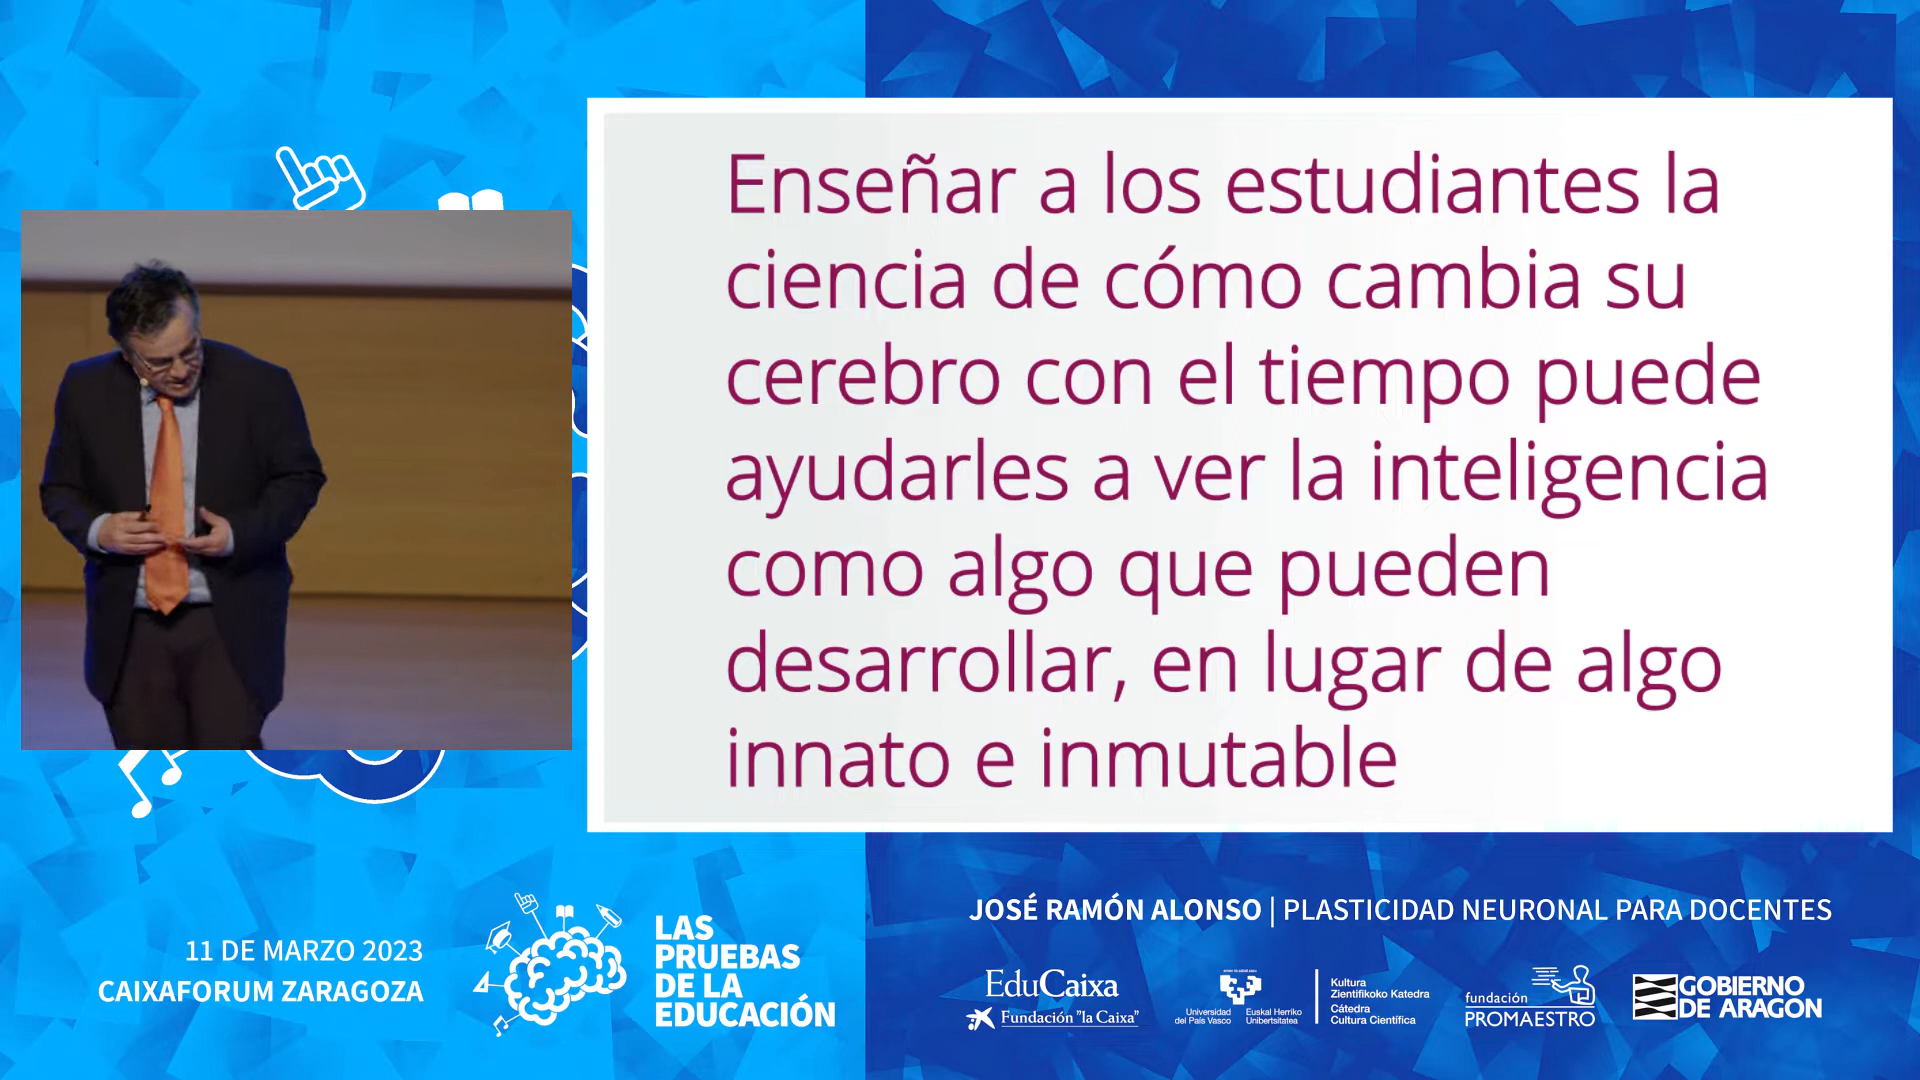 Enseñar a los estudiantes la
ciencia de cómo cambia su
cerebro con el tiempo puede
ayudarles a ver la inteligencia
como algo que pueden
desarrollar, en lugar de algo
innato e inmutable
11 DE MARZO 2023
CAIXAFORUM ZARAGOZA
LAS
PRUEBAS
DE LA
EDUCACIÓN
JOSÉ RAMÓN ALONSO | PLASTICIDAD NEURONAL PARA DOCENTES
EduCaixa
Fundación "la Caixa"
Universidad
del País Vasco
Euskal Herriko
Unibertsitatea
Kultura
Zientifikoko Katedra
Cátedra
Cultura Científica
fundación
PROMAESTRO
GOBIERNO
DE ARAGON